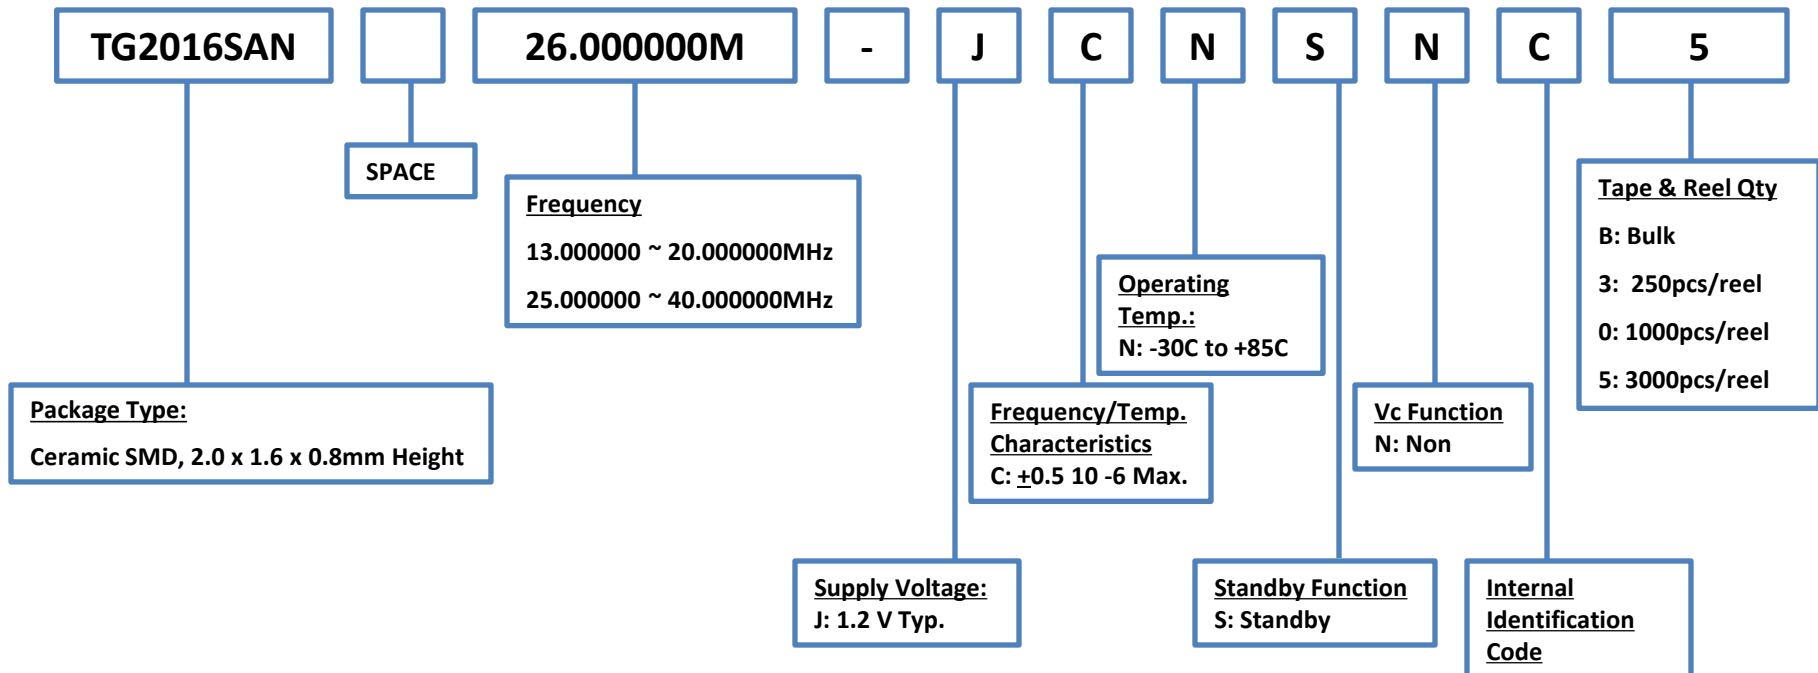 TG2016SAN 26.000000M - J C N S N C 5
SPACE
Frequency
13.000000 ~ 20.000000MHz
25.000000 ~ 40.000000MHz
Tape & Reel Qty
B: Bulk
3: 250pcs/reel
0: 1000pcs/reel
5: 3000pcs/reel
Operating
Temp.:
N: -30C to +85C
Package Type:
Ceramic SMD, 2.0 x 1.6 x 0.8mm Height
Frequency/Temp.
Characteristics
C: ±0.5 10 -6 Max.
Vc Function
N: Non
Supply Voltage:
J: 1.2 V Typ.
Standby Function
S: Standby
Internal
Identification
Code